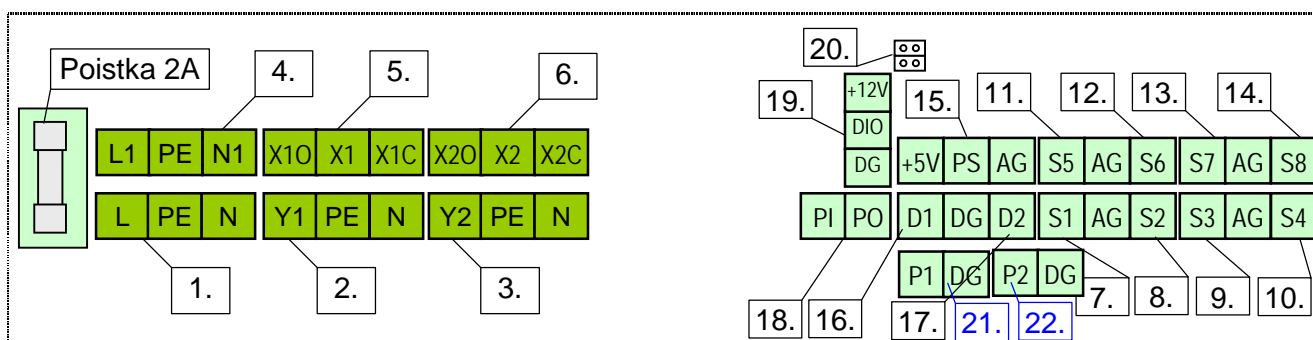 20.
Poistka 2A
4.
5.
6.
19.
+12V
15.
11.
12.
13.
14.
DIO
L1 PE N1 X1O X1 X1C X2O X2 X2C
DG +5V PS AG S5 AG S6 S7 AG S8
L PE N Y1 PE N Y2 PE N
PI PO D1 DG D2 S1 AG S2 S3 AG S4
P1 DG P2 DG
1.
2.
3.
18.
16.
17.
21.
22.
7.
8.
9.
10.